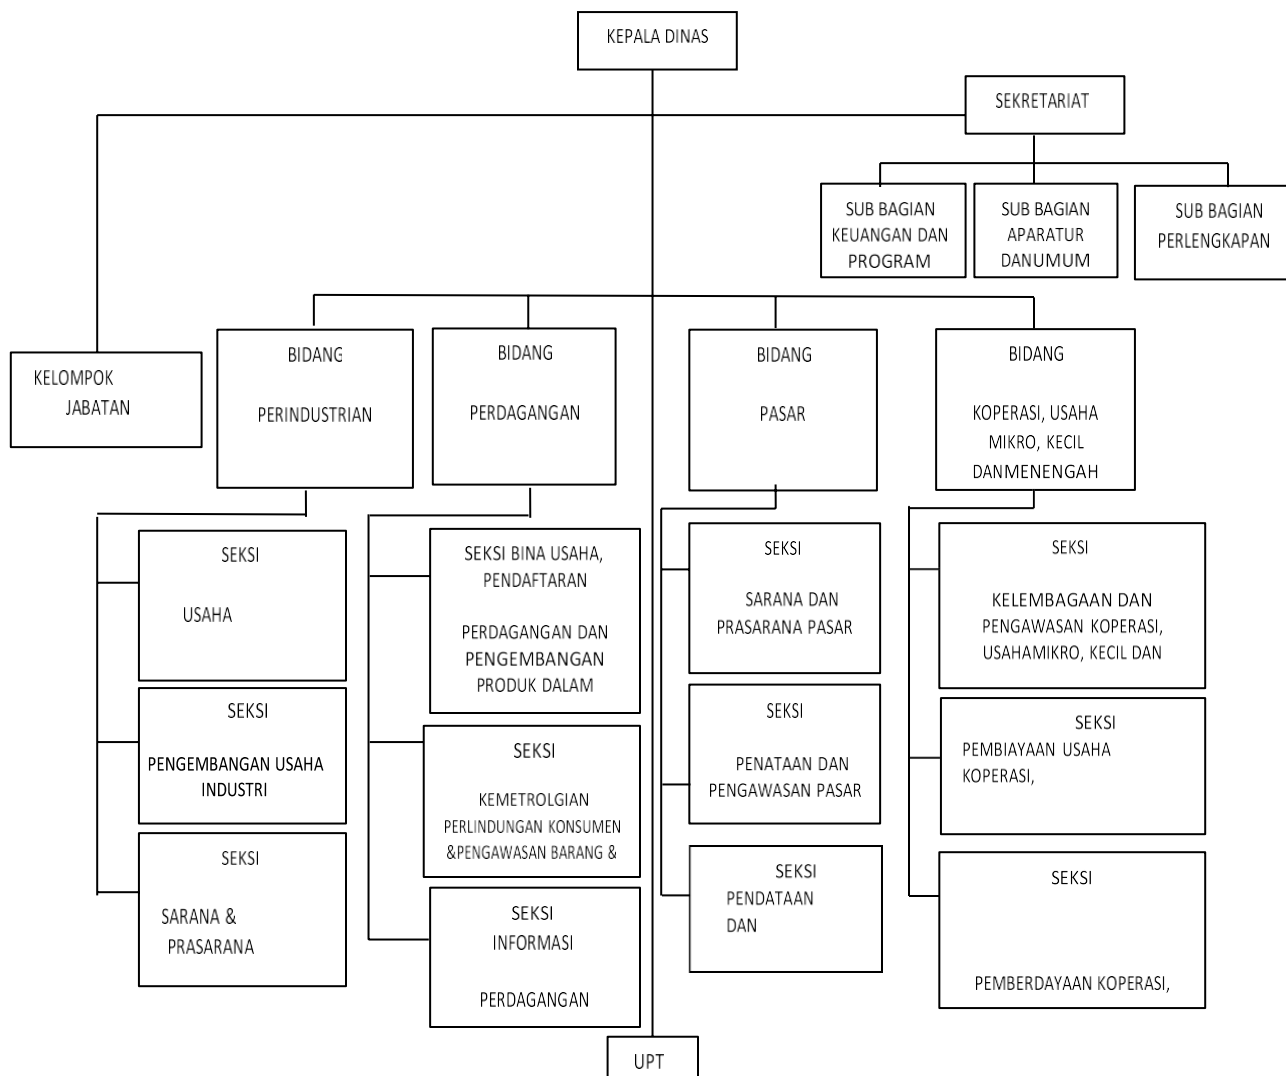 KEPALA DINAS
SEKRETARIAT
SUB BAGIAN
KEUANGAN DAN
PROGRAM
SUB BAGIAN
APARATUR
DANUMUM
SUB BAGIAN
PERLENGKAPAN
KELOMPOK
JABATAN
BIDANG
PERINDUSTRIAN
BIDANG
PERDAGANGAN
BIDANG
PASAR
BIDANG
KOPERASI, USAHA
MIKRO, KECIL
DANMENENGAH
SEKSI
USAHA
SEKSI
PENGEMBANGAN USAHA
INDUSTRI
SEKSI
SARANA &
PRASARANA
SEKSI BINA USAHA,
PENDAFTARAN
PERDAGANGAN DAN
PENGEMBANGAN
PRODUK DALAM
SEKSI
KEMETROLGIAN
PERLINDUNGAN KONSUMEN
&PENGAWASAN BARANG &
SEKSI
INFORMASI
PERDAGANGAN
SEKSI
SARANA DAN
PRASARANA PASAR
SEKSI
PENATAAN DAN
PENGAWASAN PASAR
SEKSI
PENDATAAN
DAN
SEKSI
KELEMBAGAAN DAN
PENGAWASAN KOPERASI,
USAHAMIKRO, KECIL DAN
SEKSI
PEMBIAYAAN USAHA
KOPERASI,
SEKSI
PEMBERDAYAAN KOPERASI,
UPT